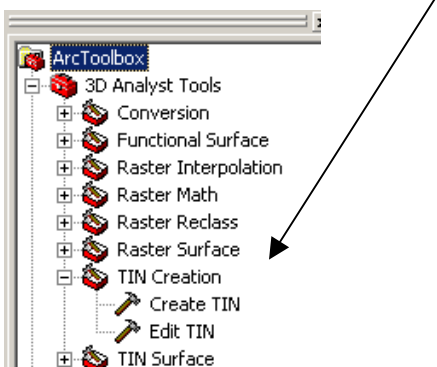 ArcToolbox
3D Analyst Tools
Conversion
Functional Surface
Raster Interpolation
Raster Math
Raster Reclass
Raster Surface
TIN Creation
Create TIN
Edit TIN
TIN Surface